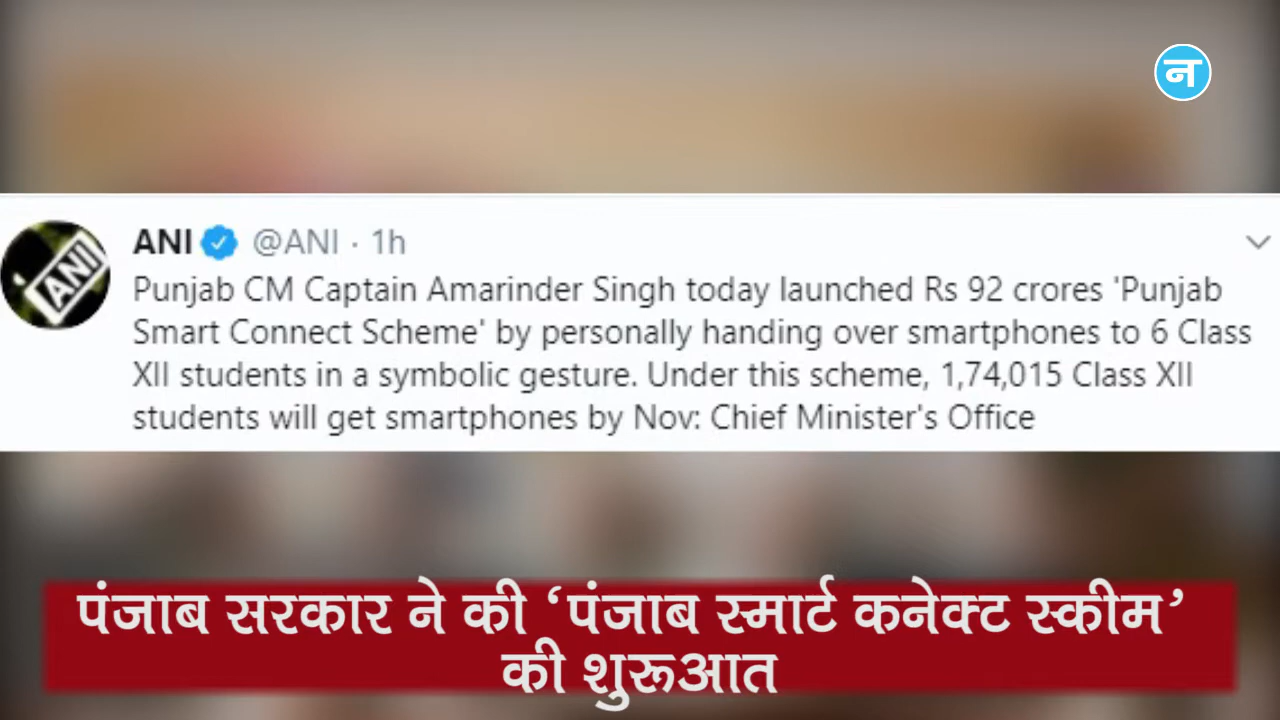 न
ANI @ANI · 1h
ANI
Punjab CM Captain Amarinder Singh today launched Rs 92 crores 'Punjab
Smart Connect Scheme' by personally handing over smartphones to 6 Class
XII students in a symbolic gesture. Under this scheme, 1,74,015 Class XII
students will get smartphones by Nov: Chief Minister's Office
पंजाब सरकार ने की ‘पंजाब स्मार्ट कनेक्ट स्कीम’
की शुरूआत